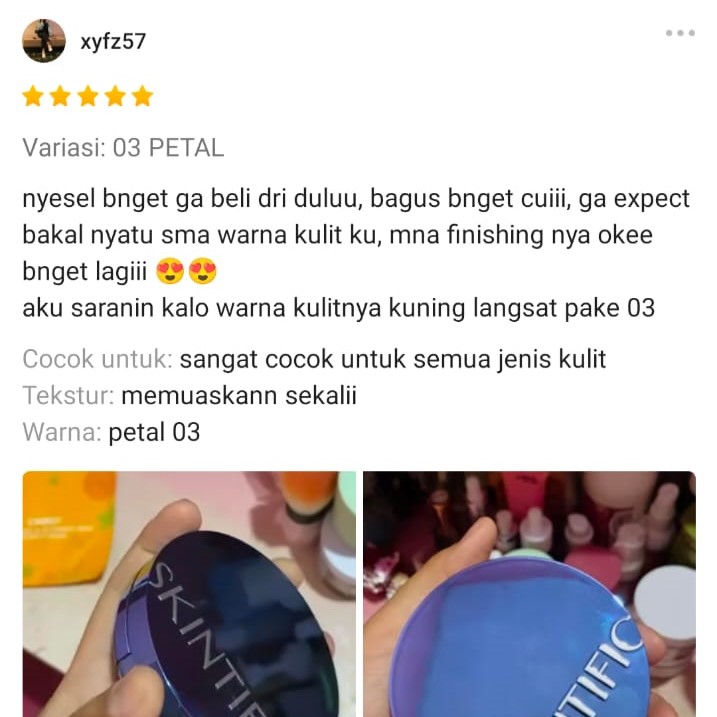 xyfz57
Variasi: 03 PETAL
nyesel bnget ga beli dri duluu, bagus bnget cuiii, ga expect
bakal nyatu sma warna kulit ku, mna finishing nya okee
bnget lagiii 😍😍
aku saranin kalo warna kulitnya kuning langsat pake 03
Cocok untuk: sangat cocok untuk semua jenis kulit
Tekstur: memuaskann sekalii
Warna: petal 03
SKINTIF
NTIFIC